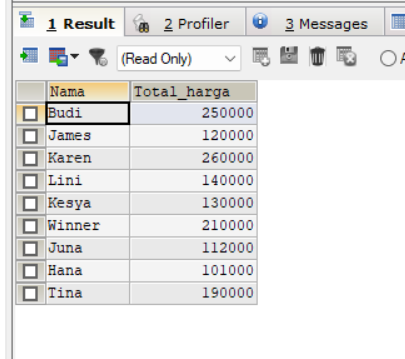 1 Result 2 Profiler 3 Messages
(Read Only)
Nama Total_harga
Budi 250000
James 120000
Karen 260000
Lini 140000
Kesya 130000
Winner 210000
Juna 112000
Hana 101000
Tina 190000